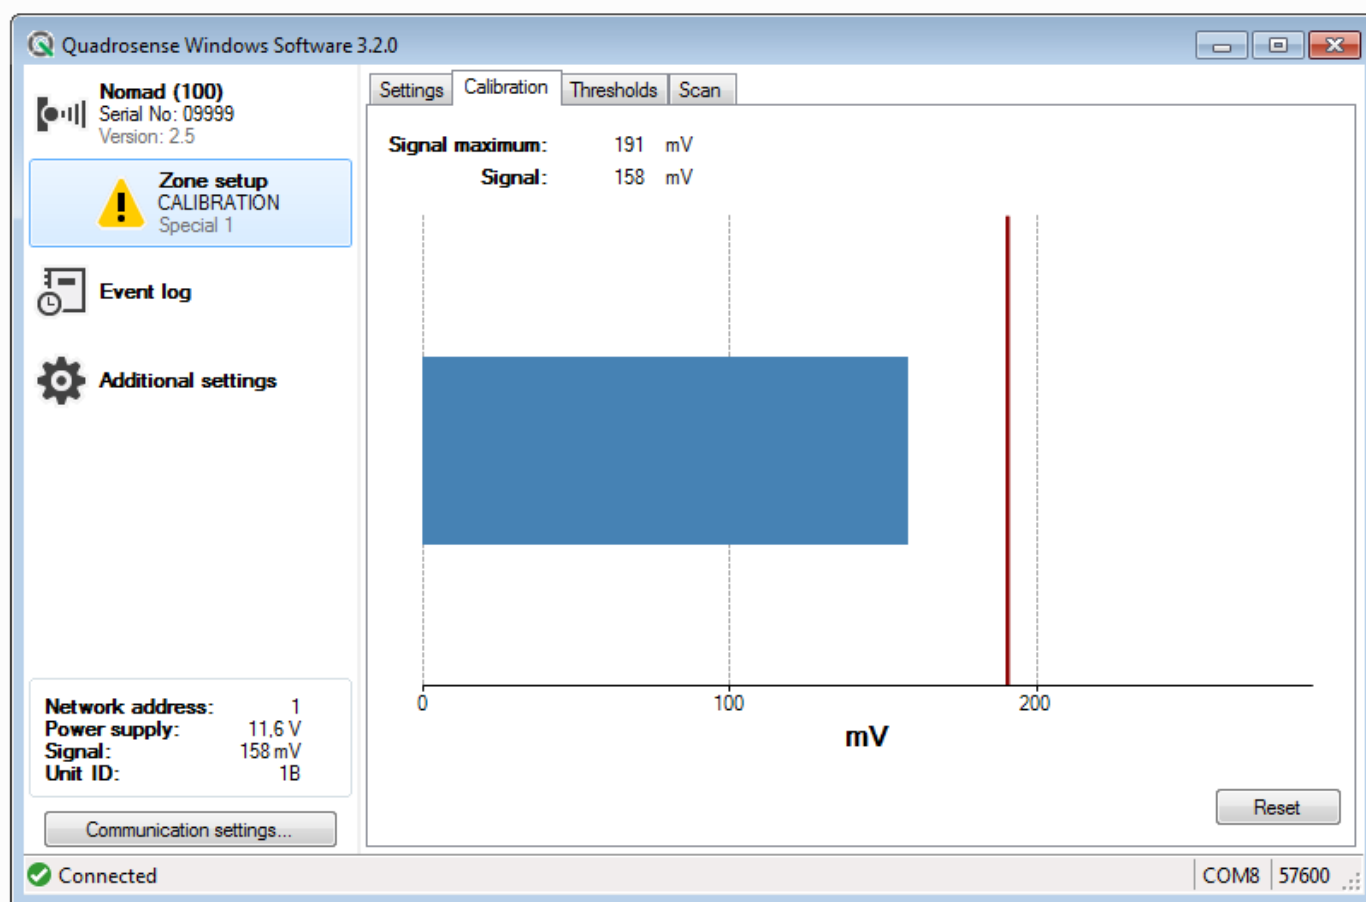 Quadrosense Windows Software 3.2.0
Nomad (100)
Serial No: 09999
Version: 2.5
Zone setup
CALIBRATION
Special 1
Event log
Additional settings
Network address: 1
Power supply: 11,6 V
Signal: 158 mV
Unit ID: 1B
Communication settings...
Settings Calibration Thresholds Scan
Signal maximum: 191 mV
Signal: 158 mV
0 100 200
mV
Reset
Connected
COM8 57600